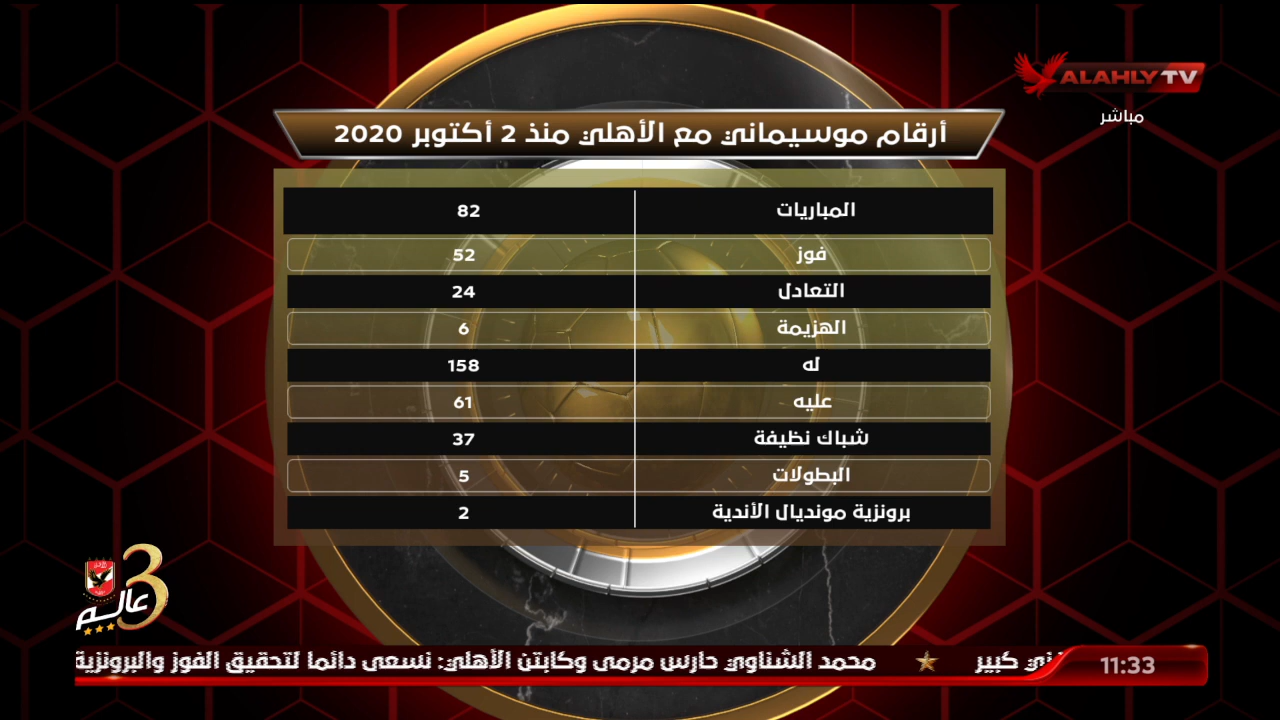 ALAHLY TV
مباشر
أرقام موسيماني مع الأهلي منذ 2 أكتوبر 2020
المباريات 82
فوز 52
التعادل 24
الهزيمة 6
له 158
عليه 61
شباك نظيفة 37
البطولات 5
برونزية مونديال الأندية 2
3 عالم
كبير ★ محمد الشناوي حارس مرمى وكابتن الأهلي: نسعى دائما لتحقيق الفوز والبرونزية
11:33